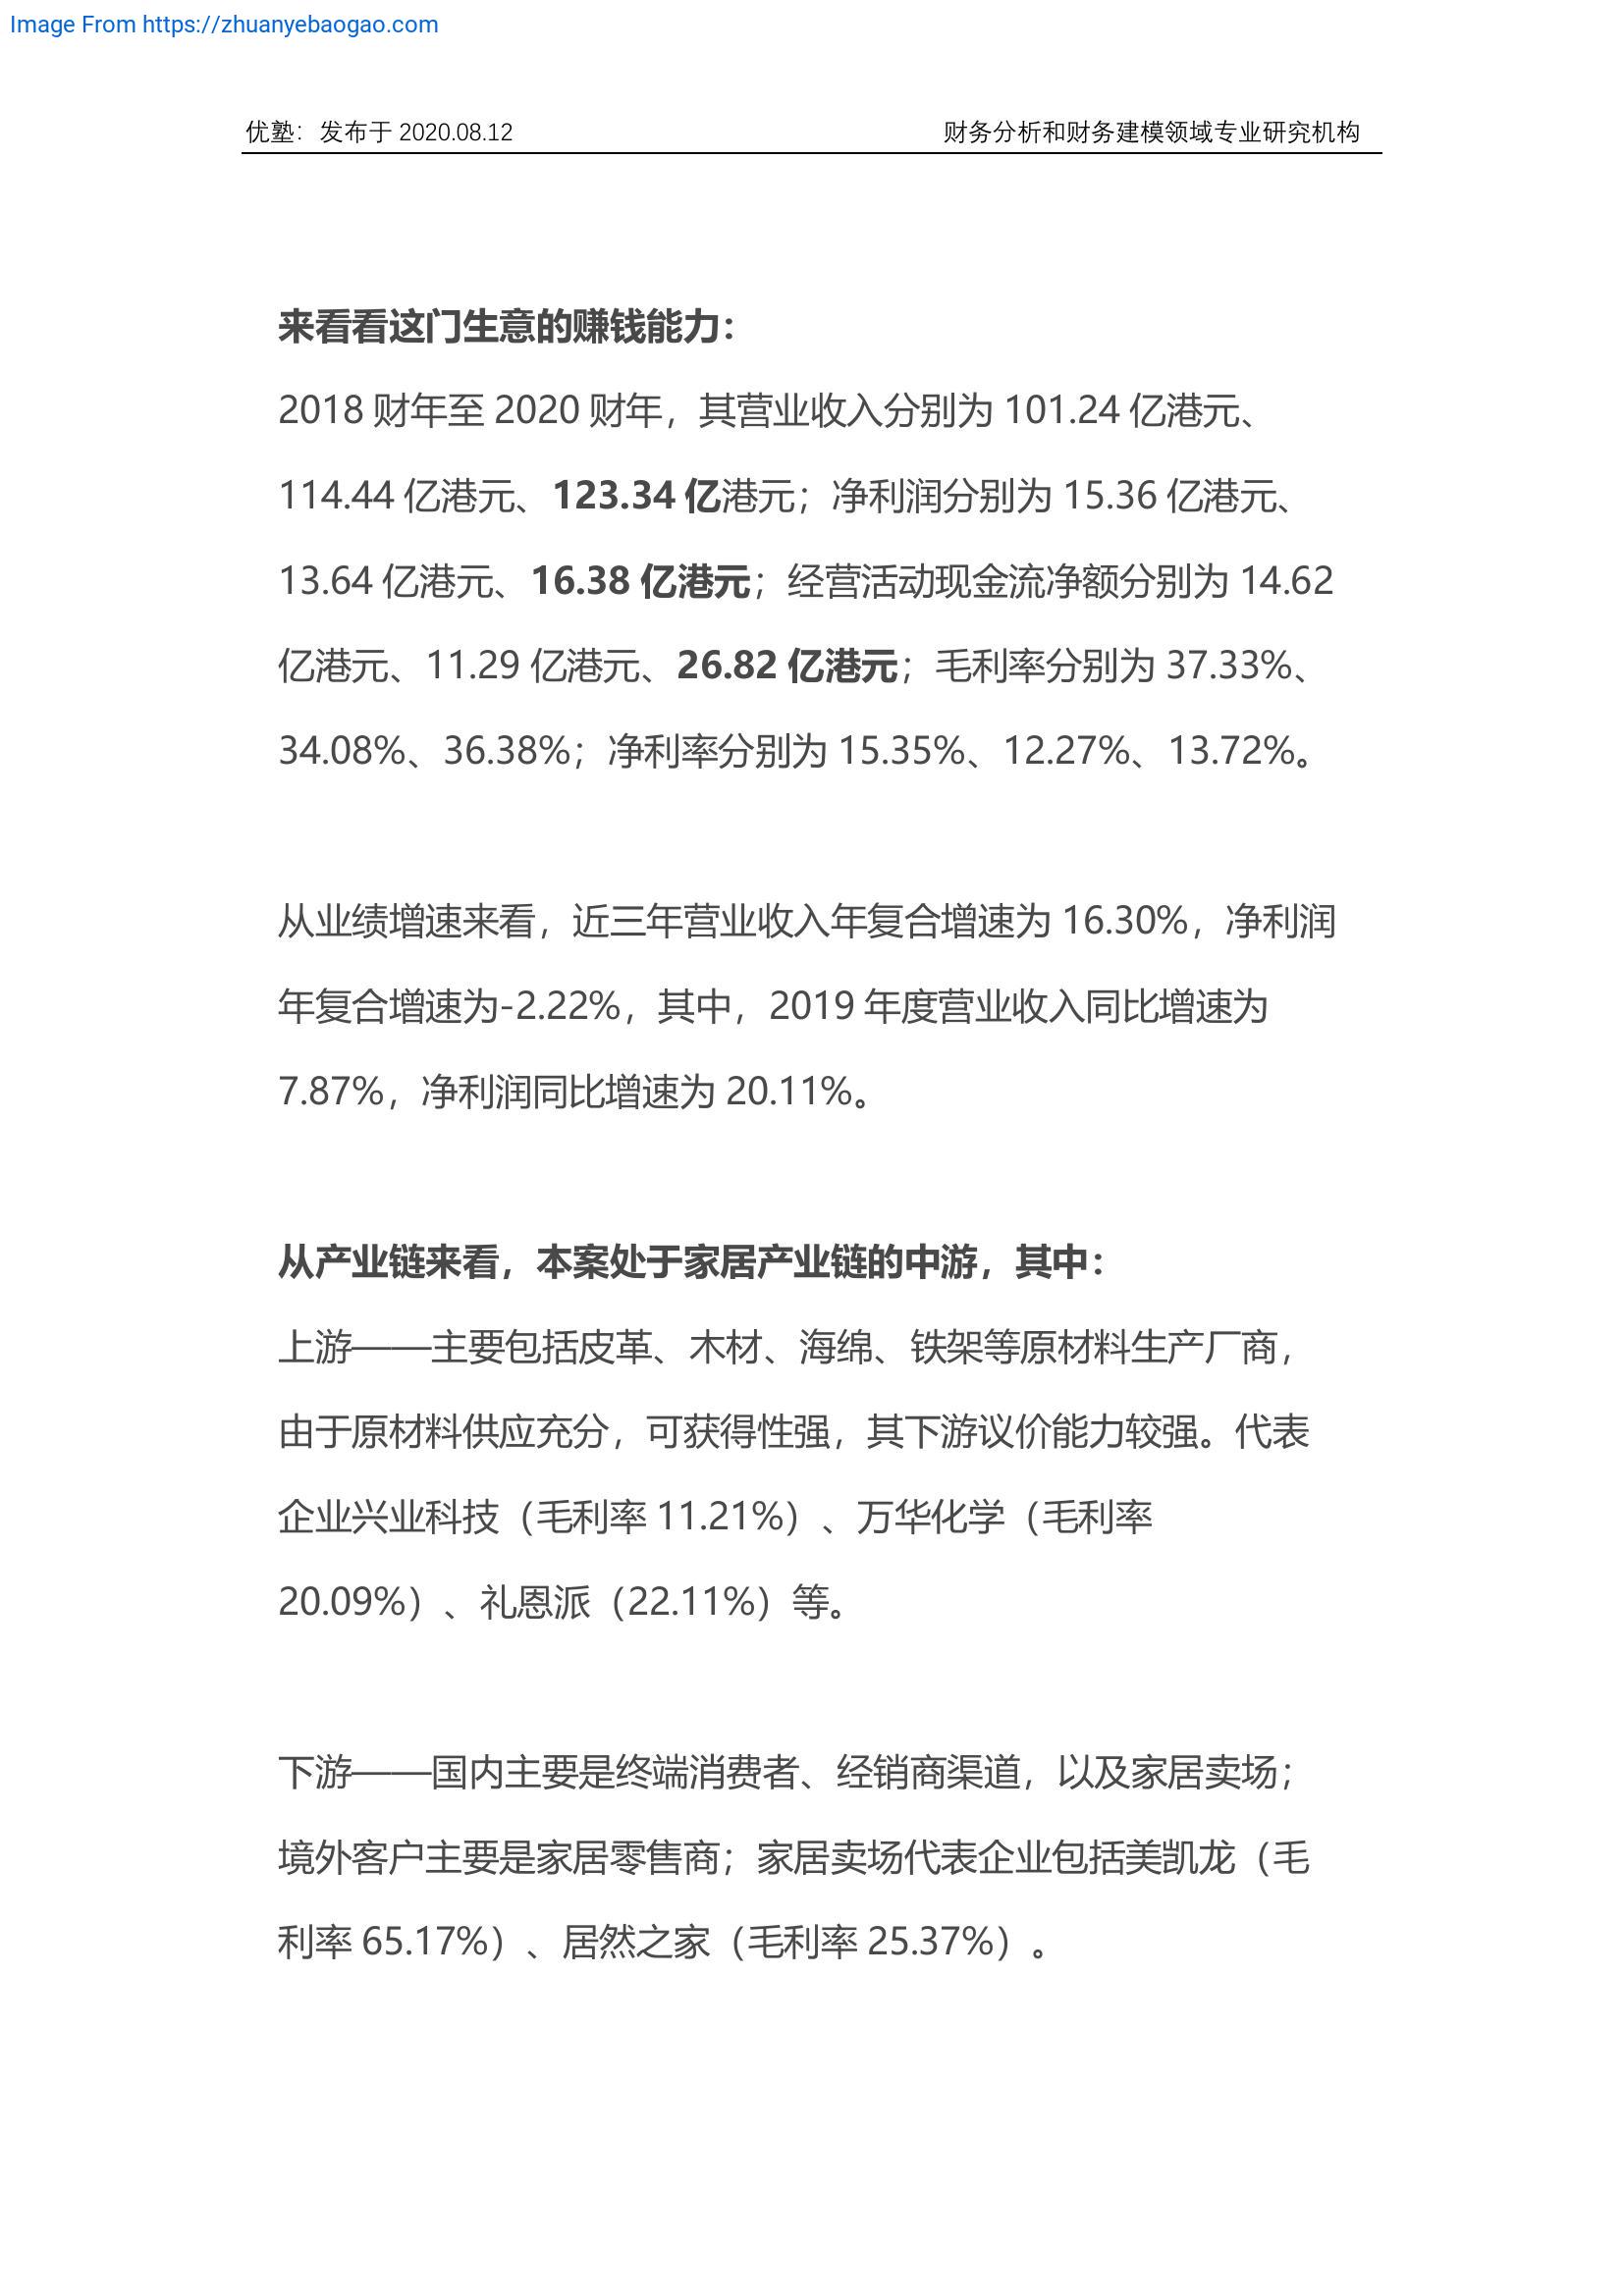 Image From https://zhuanyebaogao.com
优塾：发布于 2020.08.12 财务分析和财务建模领域专业研究机构
来看看这门生意的赚钱能力：
2018 财年至 2020 财年，其营业收入分别为 101.24 亿港元、
114.44 亿港元、123.34 亿港元；净利润分别为 15.36 亿港元、
13.64 亿港元、16.38 亿港元；经营活动现金流净额分别为 14.62
亿港元、11.29 亿港元、26.82 亿港元；毛利率分别为 37.33%、
34.08%、36.38%；净利率分别为 15.35%、12.27%、13.72%。
从业绩增速来看，近三年营业收入年复合增速为 16.30%，净利润
年复合增速为-2.22%，其中，2019 年度营业收入同比增速为
7.87%，净利润同比增速为 20.11%。
从产业链来看，本案处于家居产业链的中游，其中：
上游——主要包括皮革、木材、海绵、铁架等原材料生产厂商，
由于原材料供应充分，可获得性强，其下游议价能力较强。代表
企业兴业科技（毛利率 11.21%）、万华化学（毛利率
20.09%）、礼恩派（22.11%）等。
下游——国内主要是终端消费者、经销商渠道，以及家居卖场；
境外客户主要是家居零售商；家居卖场代表企业包括美凯龙（毛
利率 65.17%）、居然之家（毛利率 25.37%）。